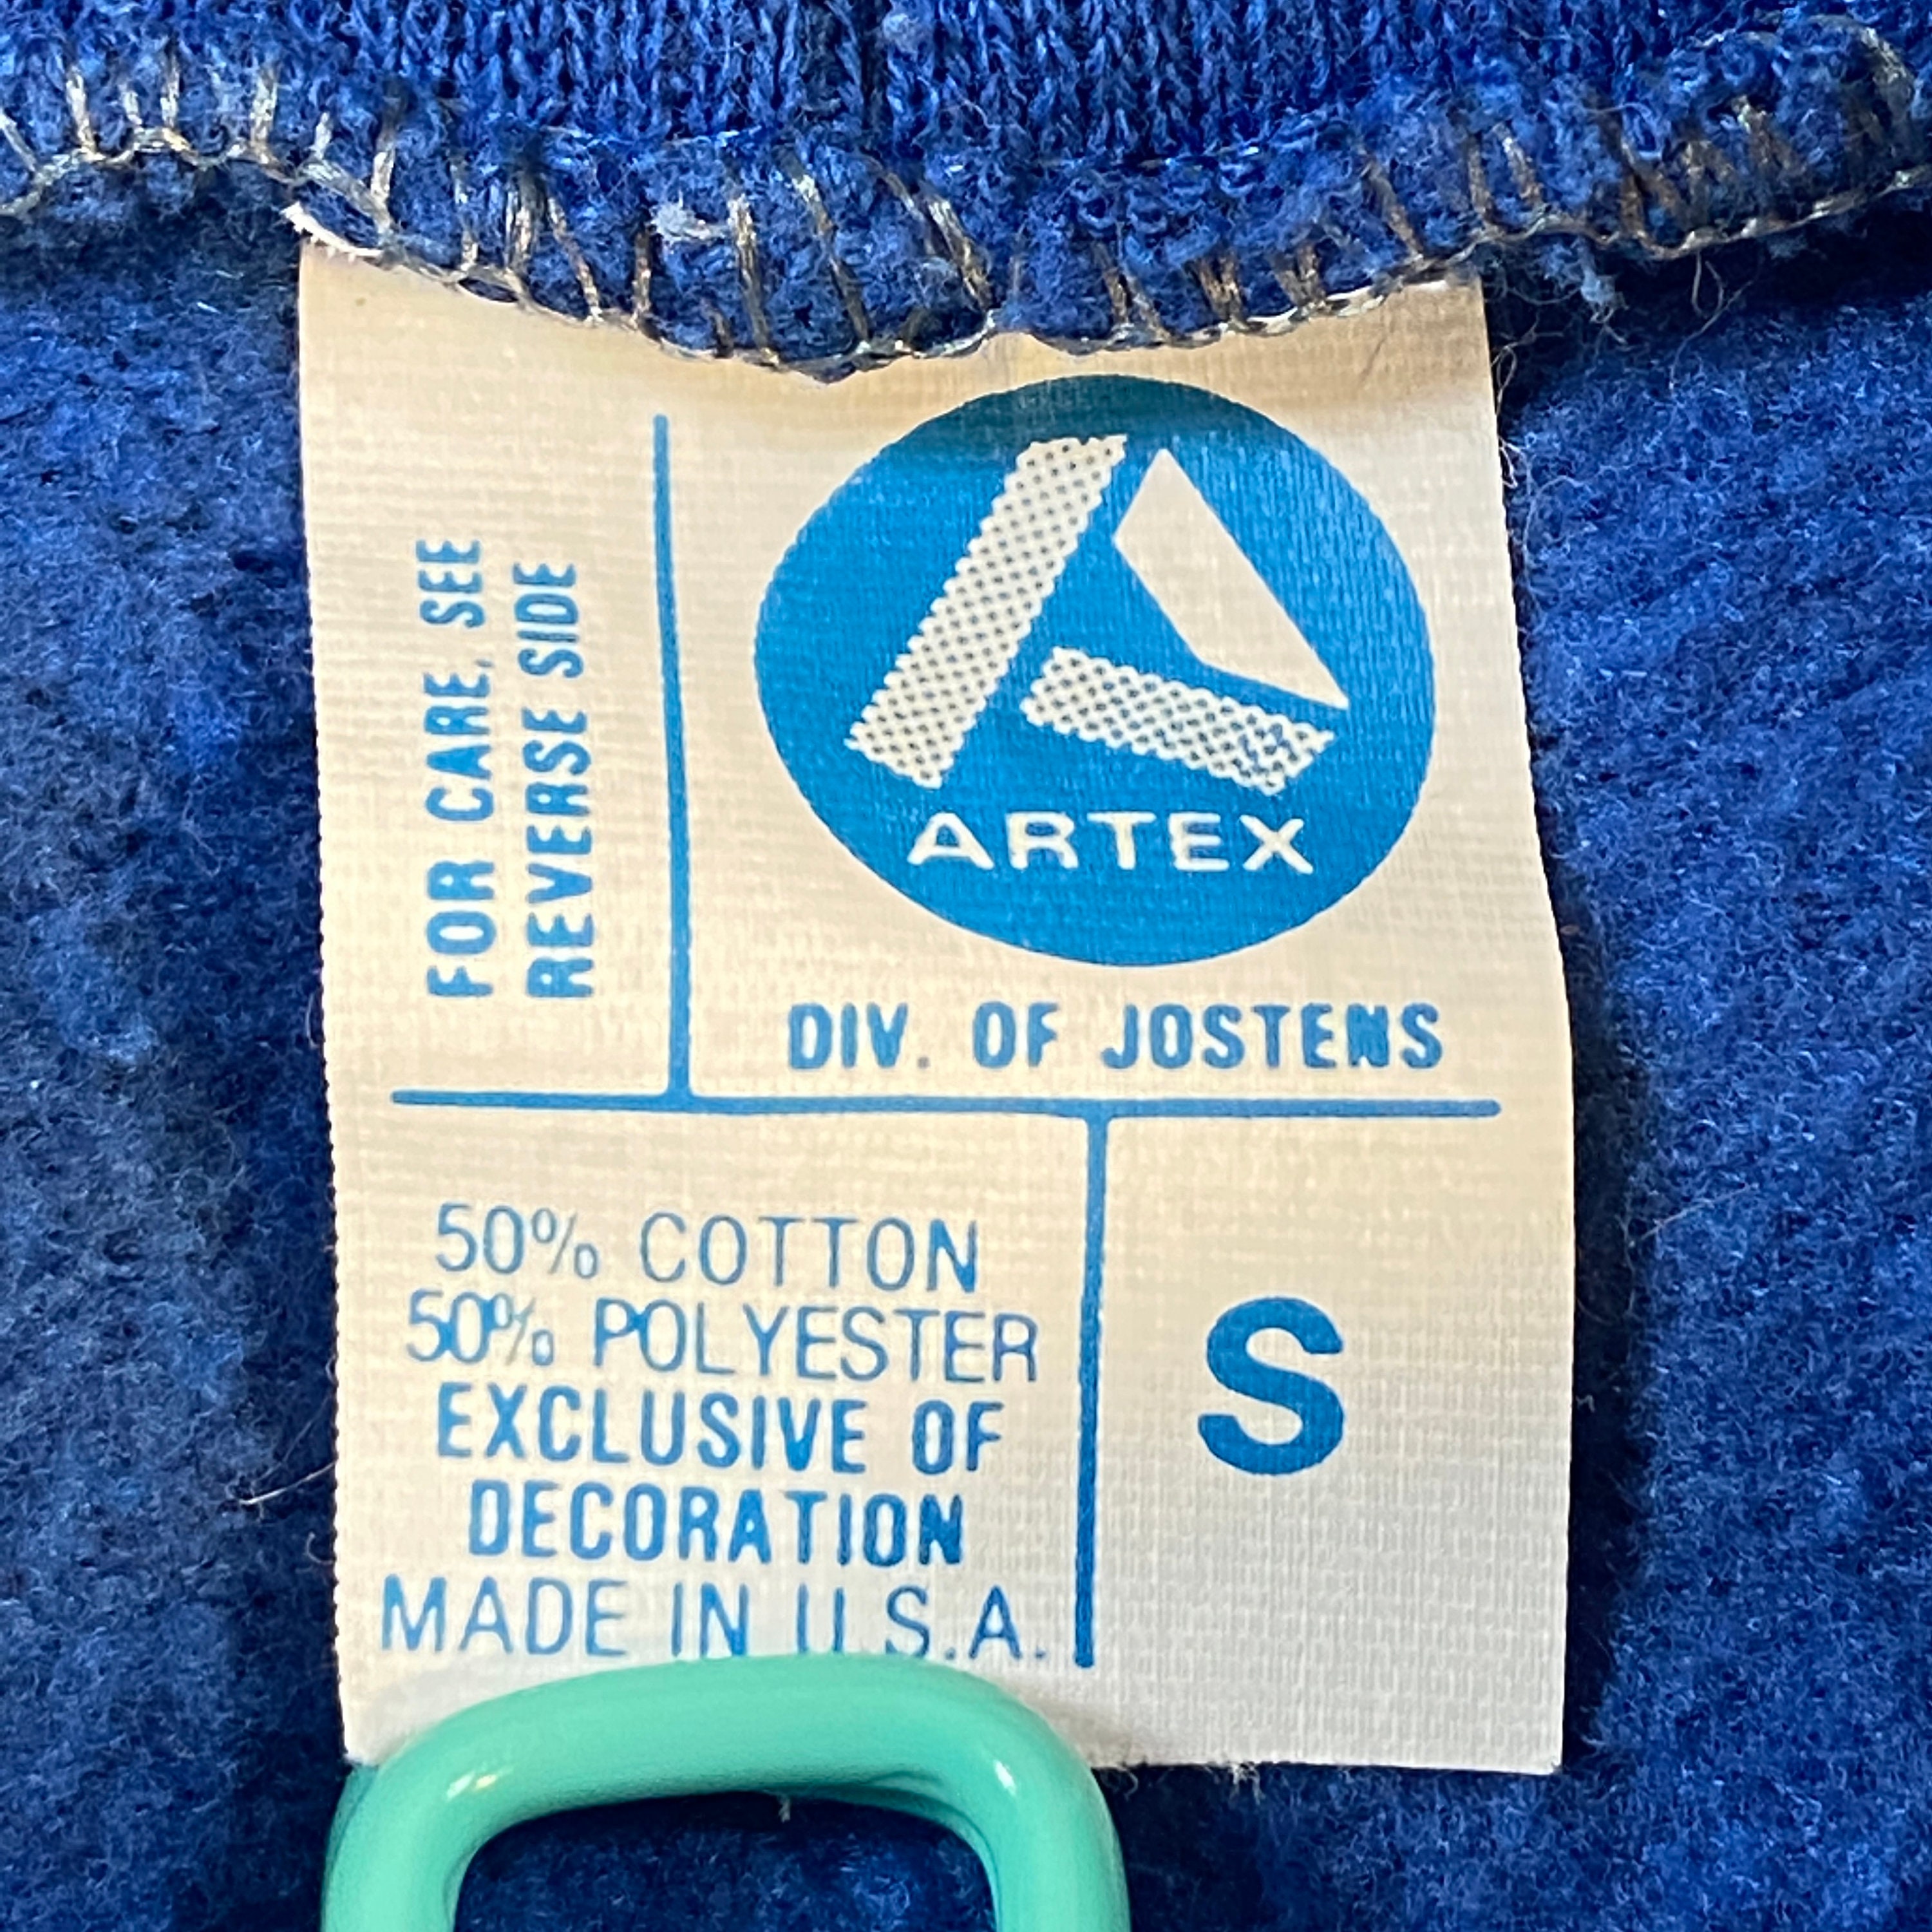 FOR CARE, SEE
REVERSE SIDE
ARTEX
DIV. OF JOSTENS
50% COTTON
50% POLYESTER
EXCLUSIVE OF
DECORATION
MADE IN U.S.A.
S